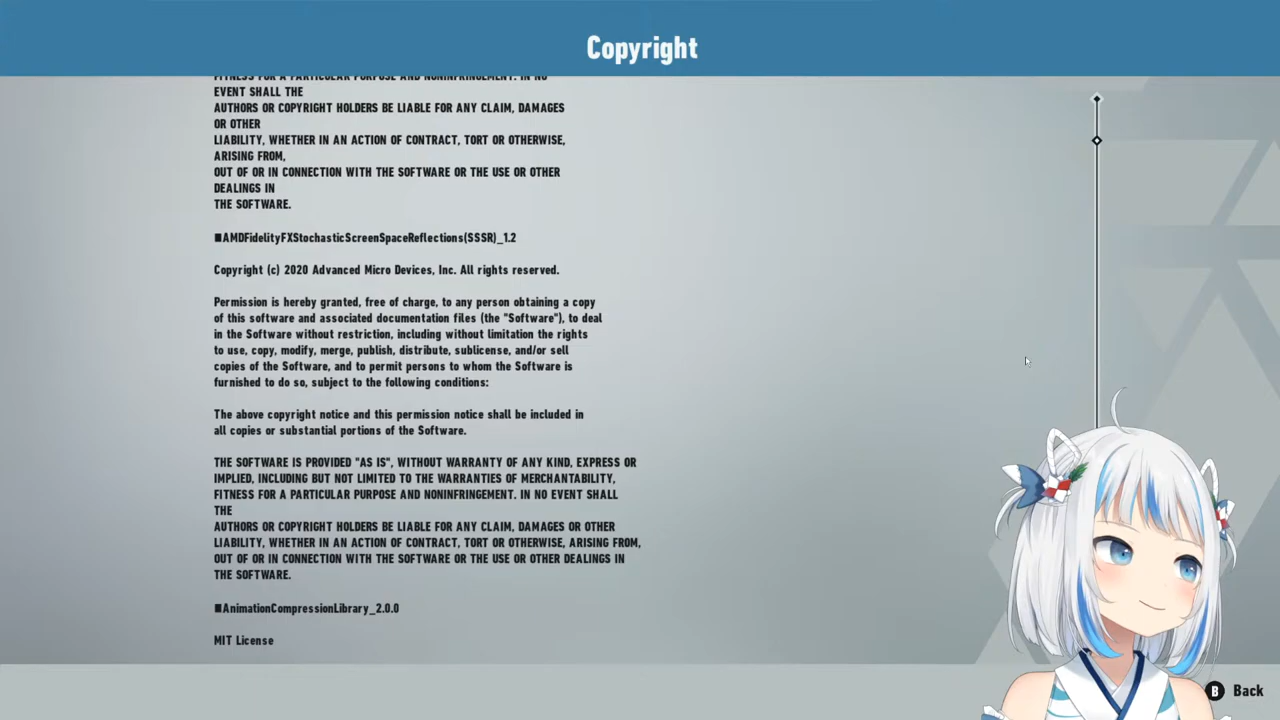 Copyright
FITNESS FOR A PARTICULAR PURPOSE AND NONINFRINGEMENT. IN NO
EVENT SHALL THE
AUTHORS OR COPYRIGHT HOLDERS BE LIABLE FOR ANY CLAIM, DAMAGES
OR OTHER
LIABILITY, WHETHER IN AN ACTION OF CONTRACT, TORT OR OTHERWISE,
ARISING FROM,
OUT OF OR IN CONNECTION WITH THE SOFTWARE OR THE USE OR OTHER
DEALINGS IN
THE SOFTWARE.
■AMDFidelityFXStochasticScreenSpaceReflections(SSSR)_1.2
Copyright (c) 2020 Advanced Micro Devices, Inc. All rights reserved.
Permission is hereby granted, free of charge, to any person obtaining a copy
of this software and associated documentation files (the "Software"), to deal
in the Software without restriction, including without limitation the rights
to use, copy, modify, merge, publish, distribute, sublicense, and/or sell
copies of the Software, and to permit persons to whom the Software is
furnished to do so, subject to the following conditions:
The above copyright notice and this permission notice shall be included in
all copies or substantial portions of the Software.
THE SOFTWARE IS PROVIDED "AS IS", WITHOUT WARRANTY OF ANY KIND, EXPRESS OR
IMPLIED, INCLUDING BUT NOT LIMITED TO THE WARRANTIES OF MERCHANTABILITY,
FITNESS FOR A PARTICULAR PURPOSE AND NONINFRINGEMENT. IN NO EVENT SHALL
THE
AUTHORS OR COPYRIGHT HOLDERS BE LIABLE FOR ANY CLAIM, DAMAGES OR OTHER
LIABILITY, WHETHER IN AN ACTION OF CONTRACT, TORT OR OTHERWISE, ARISING FROM,
OUT OF OR IN CONNECTION WITH THE SOFTWARE OR THE USE OR OTHER DEALINGS IN
THE SOFTWARE.
■AnimationCompressionLibrary_2.0.0
MIT License
B Back